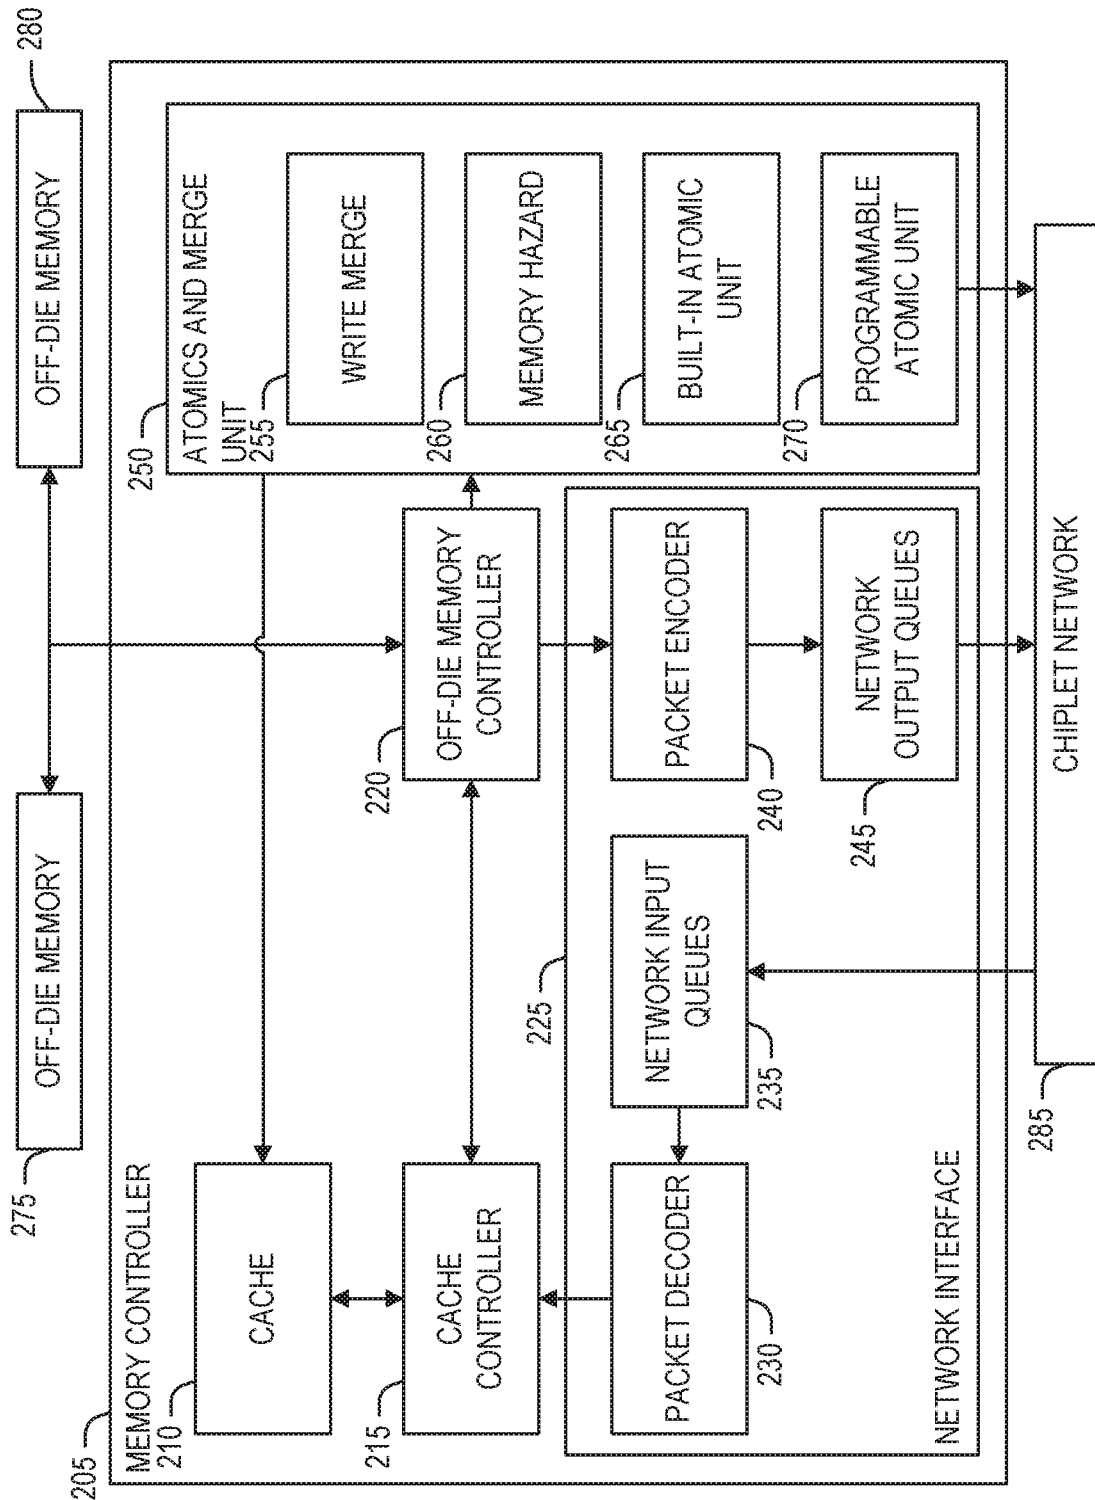 275
OFF-DIE MEMORY
OFF-DIE MEMORY
280
205
MEMORY CONTROLLER
210
CACHE
250
ATOMICS AND MERGE
UNIT
255
WRITE MERGE
215
CACHE
CONTROLLER
220
OFF-DIE MEMORY
CONTROLLER
260
MEMORY HAZARD
225
230
PACKET DECODER
235
NETWORK INPUT
QUEUES
240
PACKET ENCODER
265
BUILT-IN ATOMIC
UNIT
245
NETWORK
OUTPUT QUEUES
270
PROGRAMMABLE
ATOMIC UNIT
NETWORK INTERFACE
285
CHIPLET NETWORK